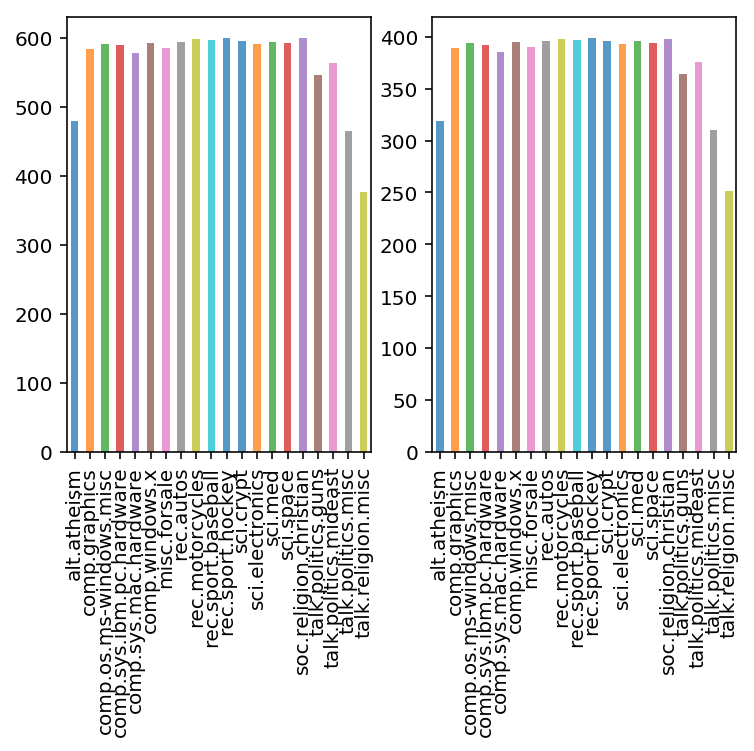 600
500
400
300
200
100
0
alt.atheism
comp.graphics
comp.os.ms-windows.misc
comp.sys.ibm.pc.hardware
comp.sys.mac.hardware
comp.windows.x
misc.forsale
rec.autos
rec.motorcycles
rec.sport.baseball
rec.sport.hockey
sci.crypt
sci.electronics
sci.med
sci.space
soc.religion.christian
talk.politics.guns
talk.politics.mideast
talk.politics.misc
talk.religion.misc
400
350
300
250
200
150
100
50
0
alt.atheism
comp.graphics
comp.os.ms-windows.misc
comp.sys.ibm.pc.hardware
comp.sys.mac.hardware
comp.windows.x
misc.forsale
rec.autos
rec.motorcycles
rec.sport.baseball
rec.sport.hockey
sci.crypt
sci.electronics
sci.med
sci.space
soc.religion.christian
talk.politics.guns
talk.politics.mideast
talk.politics.misc
talk.religion.misc